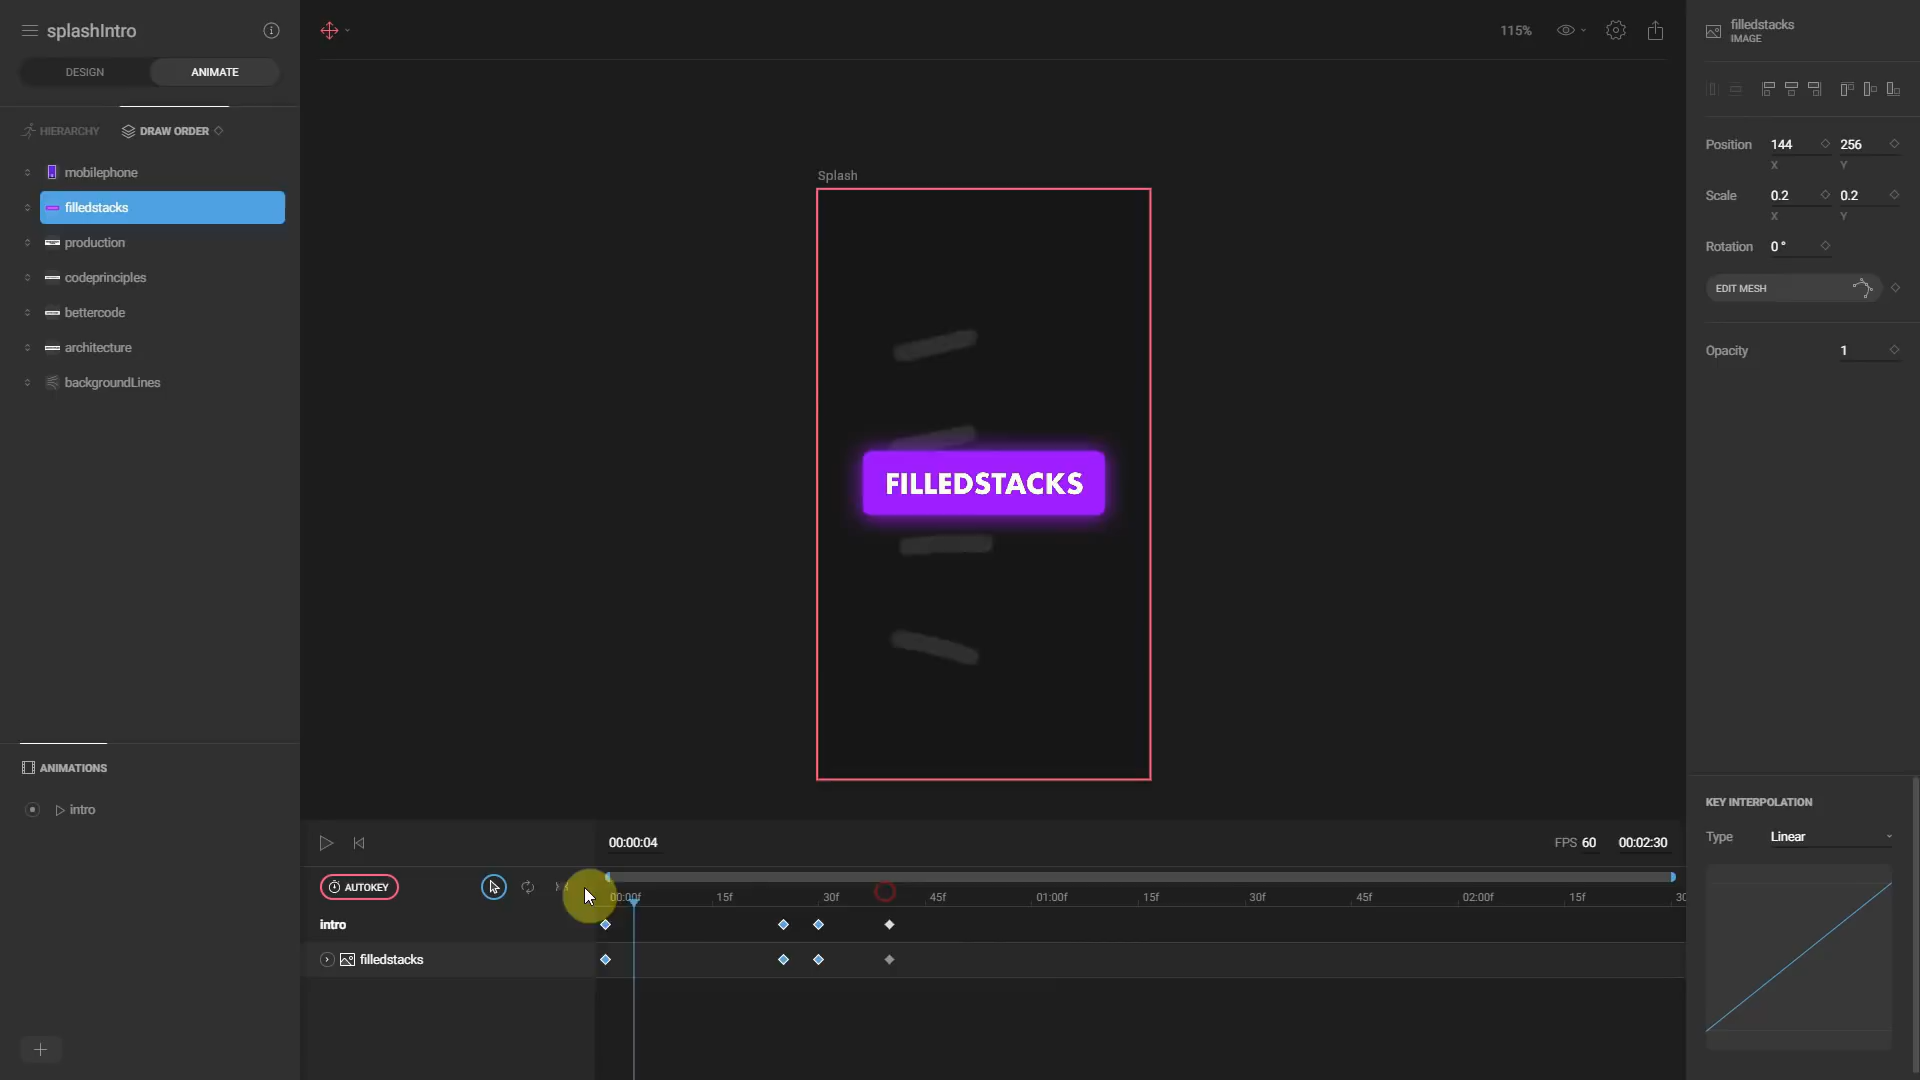 splashIntro
DESIGN
ANIMATE
HIERARCHY
DRAW ORDER
mobilephone
filledstacks
production
codeprinciples
bettercode
architecture
backgroundLines
ANIMATIONS
intro
115%
Splash
FILLEDSTACKS
filledstacks
IMAGE
Position 144 256
X Y
Scale 0.2 0.2
X Y
Rotation 0°
EDIT MESH
Opacity 1
KEY INTERPOLATION
Type Linear
00:00:04
FPS 60 00:02:30
AUTOKEY
00:00f 15f 30f 45f 01:00f 15f 30f 45f 02:00f 15f 30
intro
filledstacks